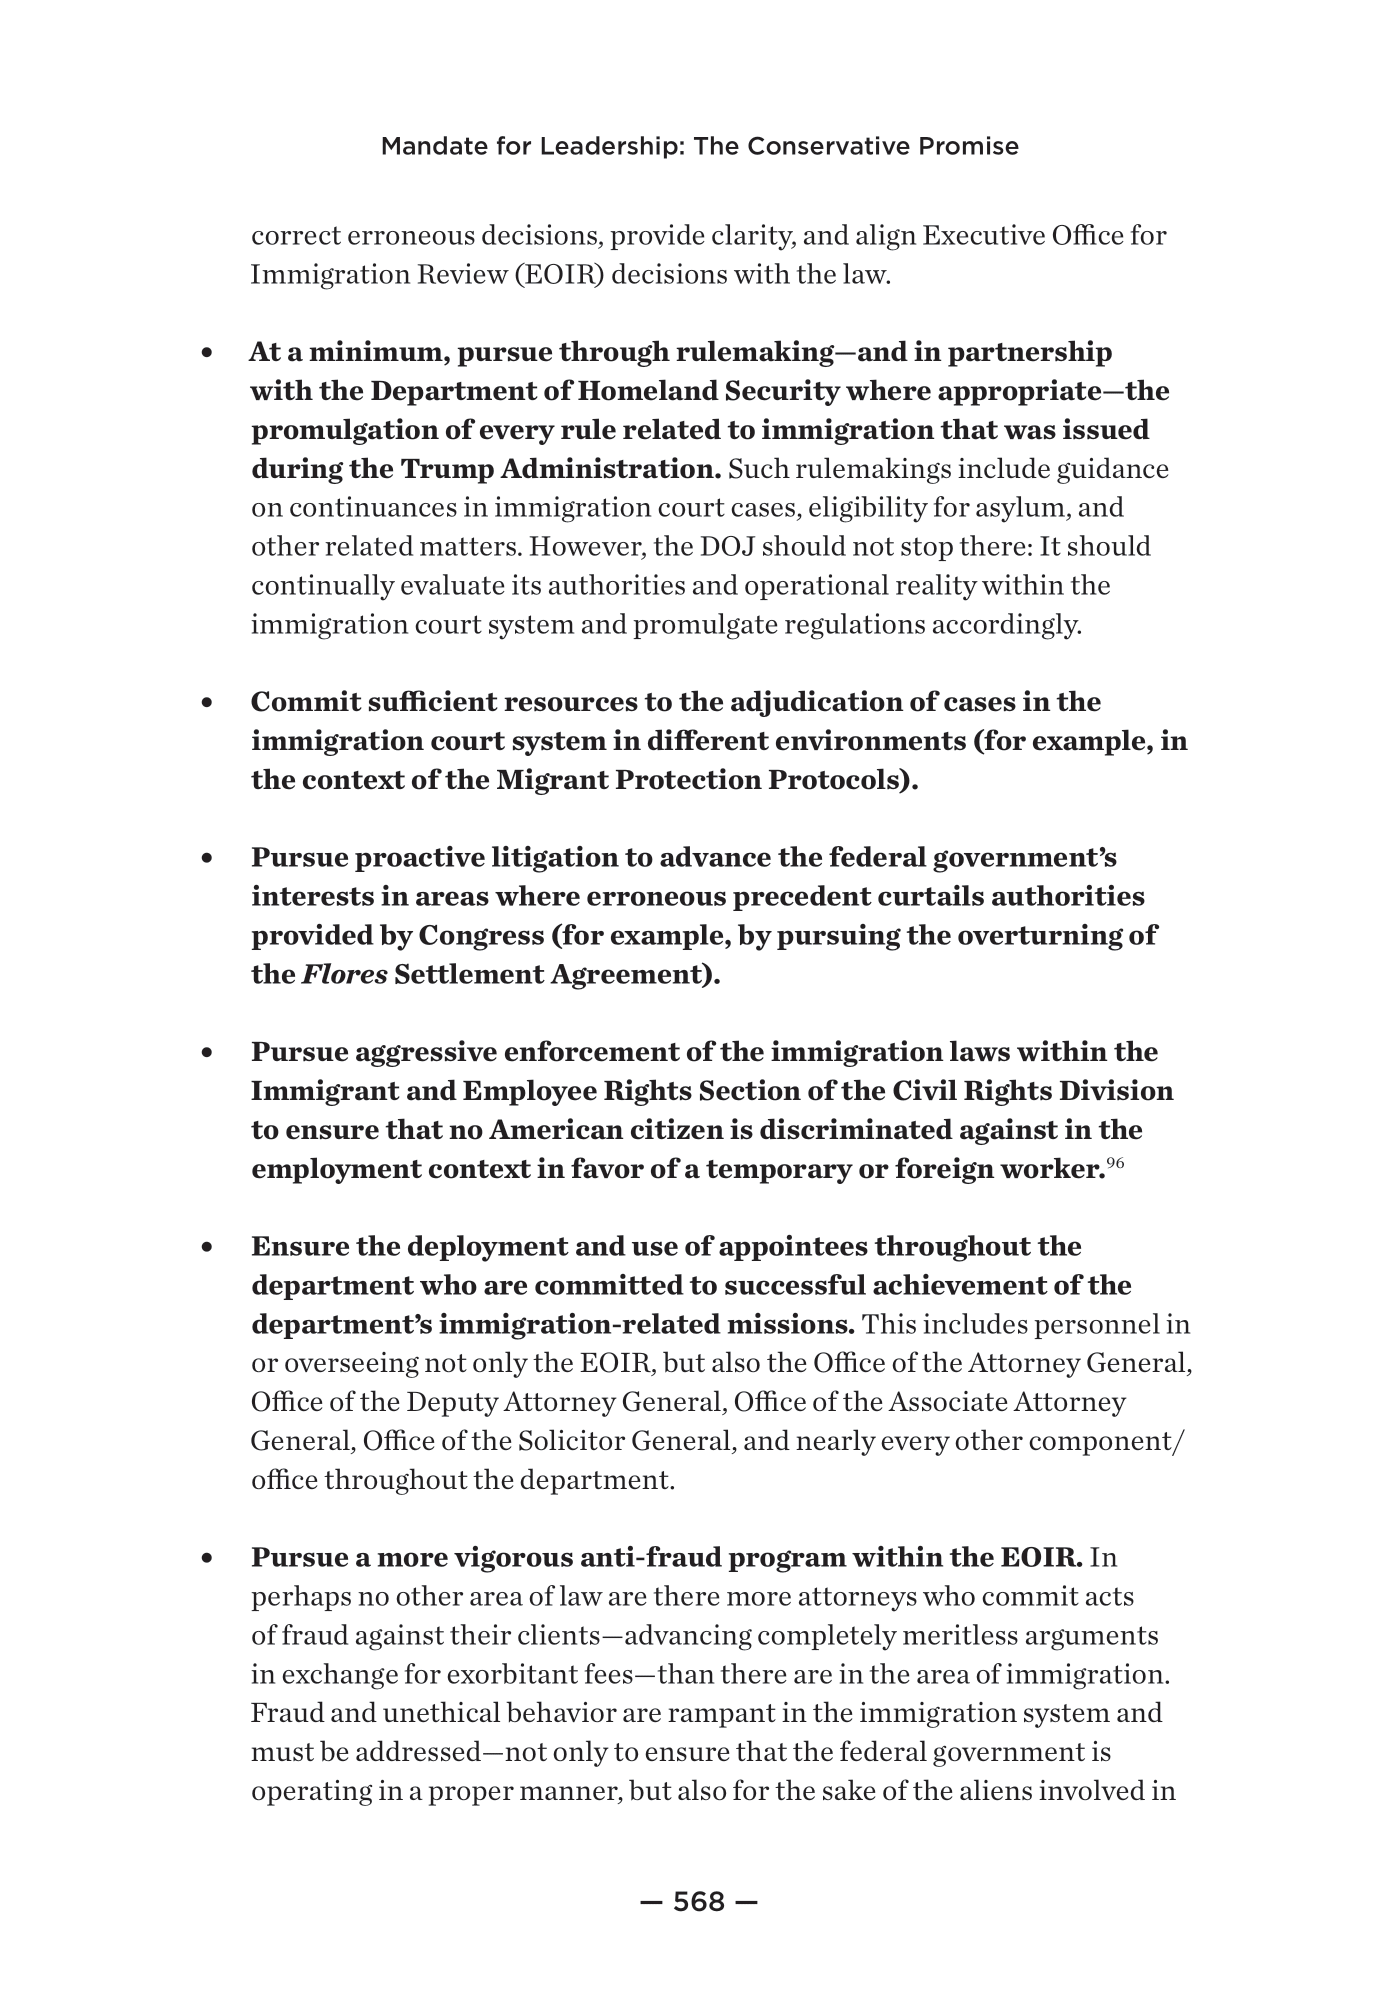 Mandate for Leadership: The Conservative Promise
correct erroneous decisions, provide clarity, and align Executive Office for
Immigration Review (EOIR) decisions with the law.
• At a minimum, pursue through rulemaking—and in partnership
with the Department of Homeland Security where appropriate—the
promulgation of every rule related to immigration that was issued
during the Trump Administration. Such rulemakings include guidance
on continuances in immigration court cases, eligibility for asylum, and
other related matters. However, the DOJ should not stop there: It should
continually evaluate its authorities and operational reality within the
immigration court system and promulgate regulations accordingly.
• Commit sufficient resources to the adjudication of cases in the
immigration court system in different environments (for example, in
the context of the Migrant Protection Protocols).
• Pursue proactive litigation to advance the federal government’s
interests in areas where erroneous precedent curtails authorities
provided by Congress (for example, by pursuing the overturning of
the Flores Settlement Agreement).
• Pursue aggressive enforcement of the immigration laws within the
Immigrant and Employee Rights Section of the Civil Rights Division
to ensure that no American citizen is discriminated against in the
employment context in favor of a temporary or foreign worker.96
• Ensure the deployment and use of appointees throughout the
department who are committed to successful achievement of the
department’s immigration-related missions. This includes personnel in
or overseeing not only the EOIR, but also the Office of the Attorney General,
Office of the Deputy Attorney General, Office of the Associate Attorney
General, Office of the Solicitor General, and nearly every other component/
office throughout the department.
• Pursue a more vigorous anti-fraud program within the EOIR. In
perhaps no other area of law are there more attorneys who commit acts
of fraud against their clients—advancing completely meritless arguments
in exchange for exorbitant fees—than there are in the area of immigration.
Fraud and unethical behavior are rampant in the immigration system and
must be addressed—not only to ensure that the federal government is
operating in a proper manner, but also for the sake of the aliens involved in
— 568 —